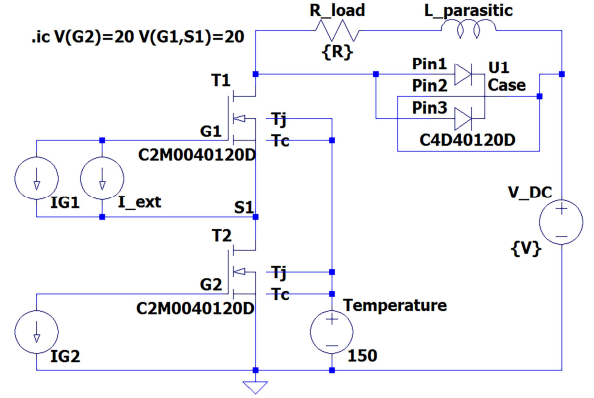 R_load
L_parasitic
.ic V(G2)=20 V(G1,S1)=20
{R}
Pin1
U1
Pin2
Case
T1
Pin3
Tj
G1
Tc
C4D40120D
C2M0040120D
IG1
I_ext
S1
V_DC
T2
{V}
Tj
G2
Tc
C2M0040120D
Temperature
IG2
150